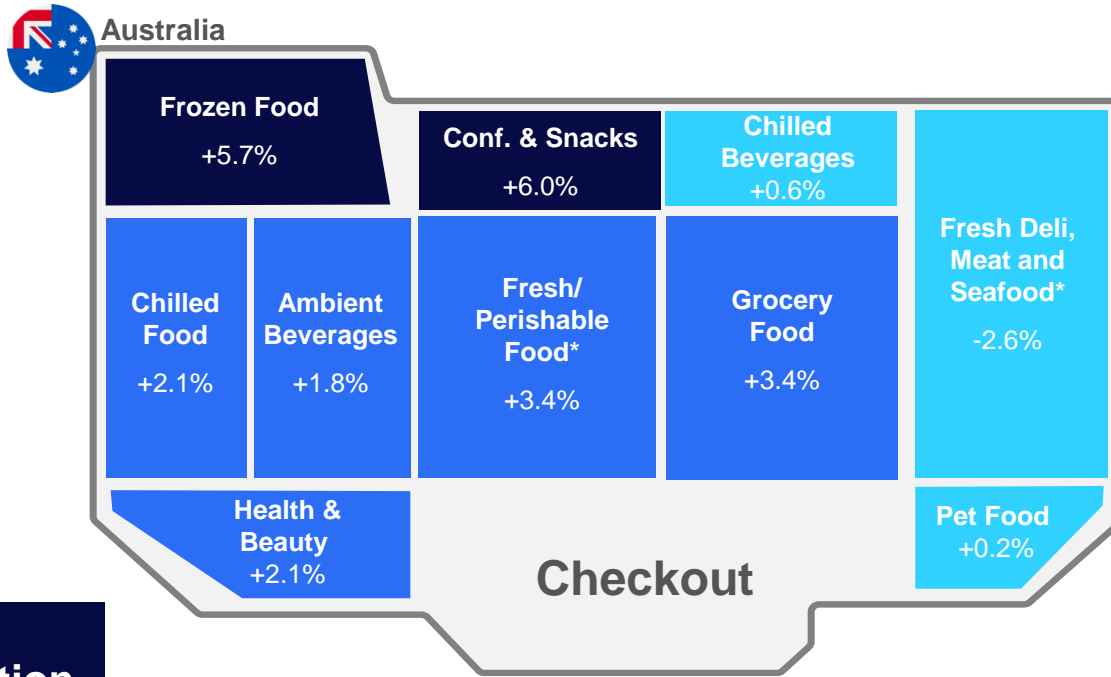 Australia
Frozen Food
+5.7%
Conf. & Snacks
+6.0%
Chilled
Beverages
+0.6%
Fresh Deli,
Meat and
Seafood*
-2.6%
Chilled
Food
+2.1%
Ambient
Beverages
+1.8%
Fresh/
Perishable
Food*
+3.4%
Grocery
Food
+3.4%
Health &
Beauty
+2.1%
Checkout
Pet Food
+0.2%